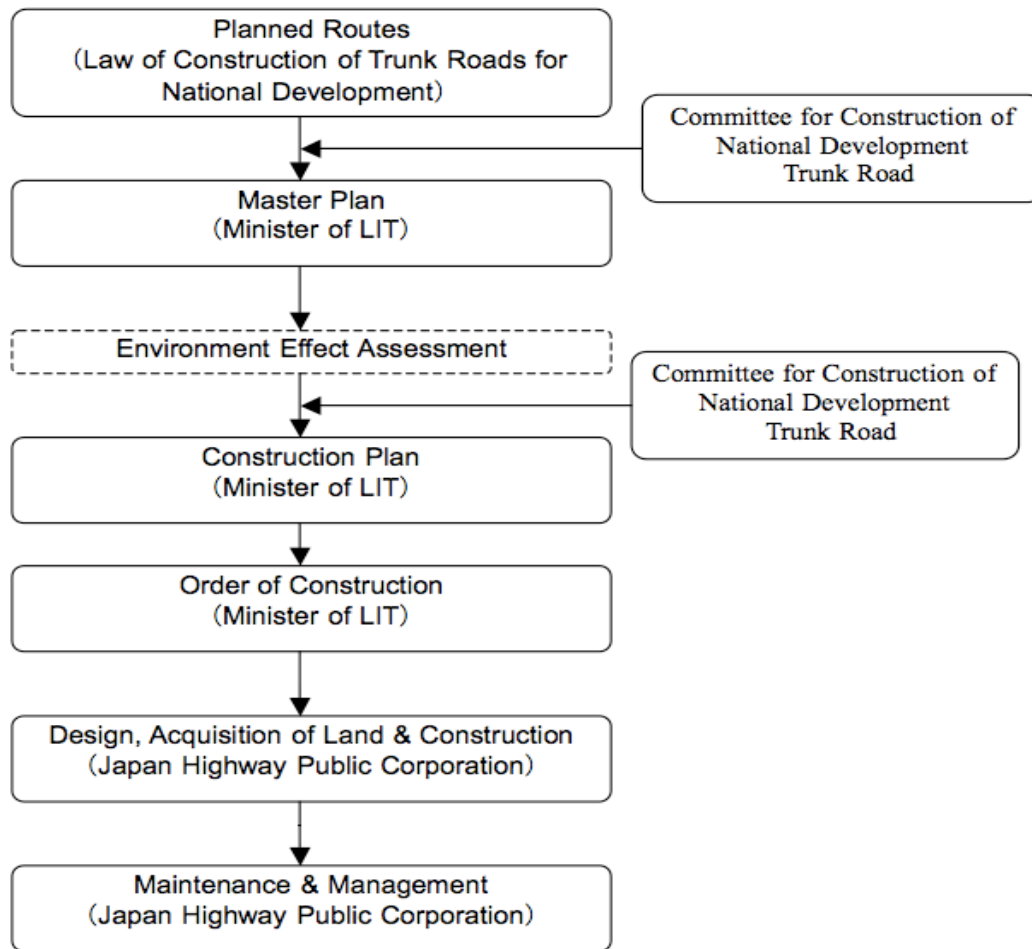 Planned Routes
（Law of Construction of Trunk Roads for
National Development）
Committee for Construction of
National Development
Trunk Road
Master Plan
（Minister of LIT）
Environment Effect Assessment
Committee for Construction of
National Development
Trunk Road
Construction Plan
（Minister of LIT）
Order of Construction
（Minister of LIT）
Design, Acquisition of Land & Construction
（Japan Highway Public Corporation）
Maintenance & Management
（Japan Highway Public Corporation）